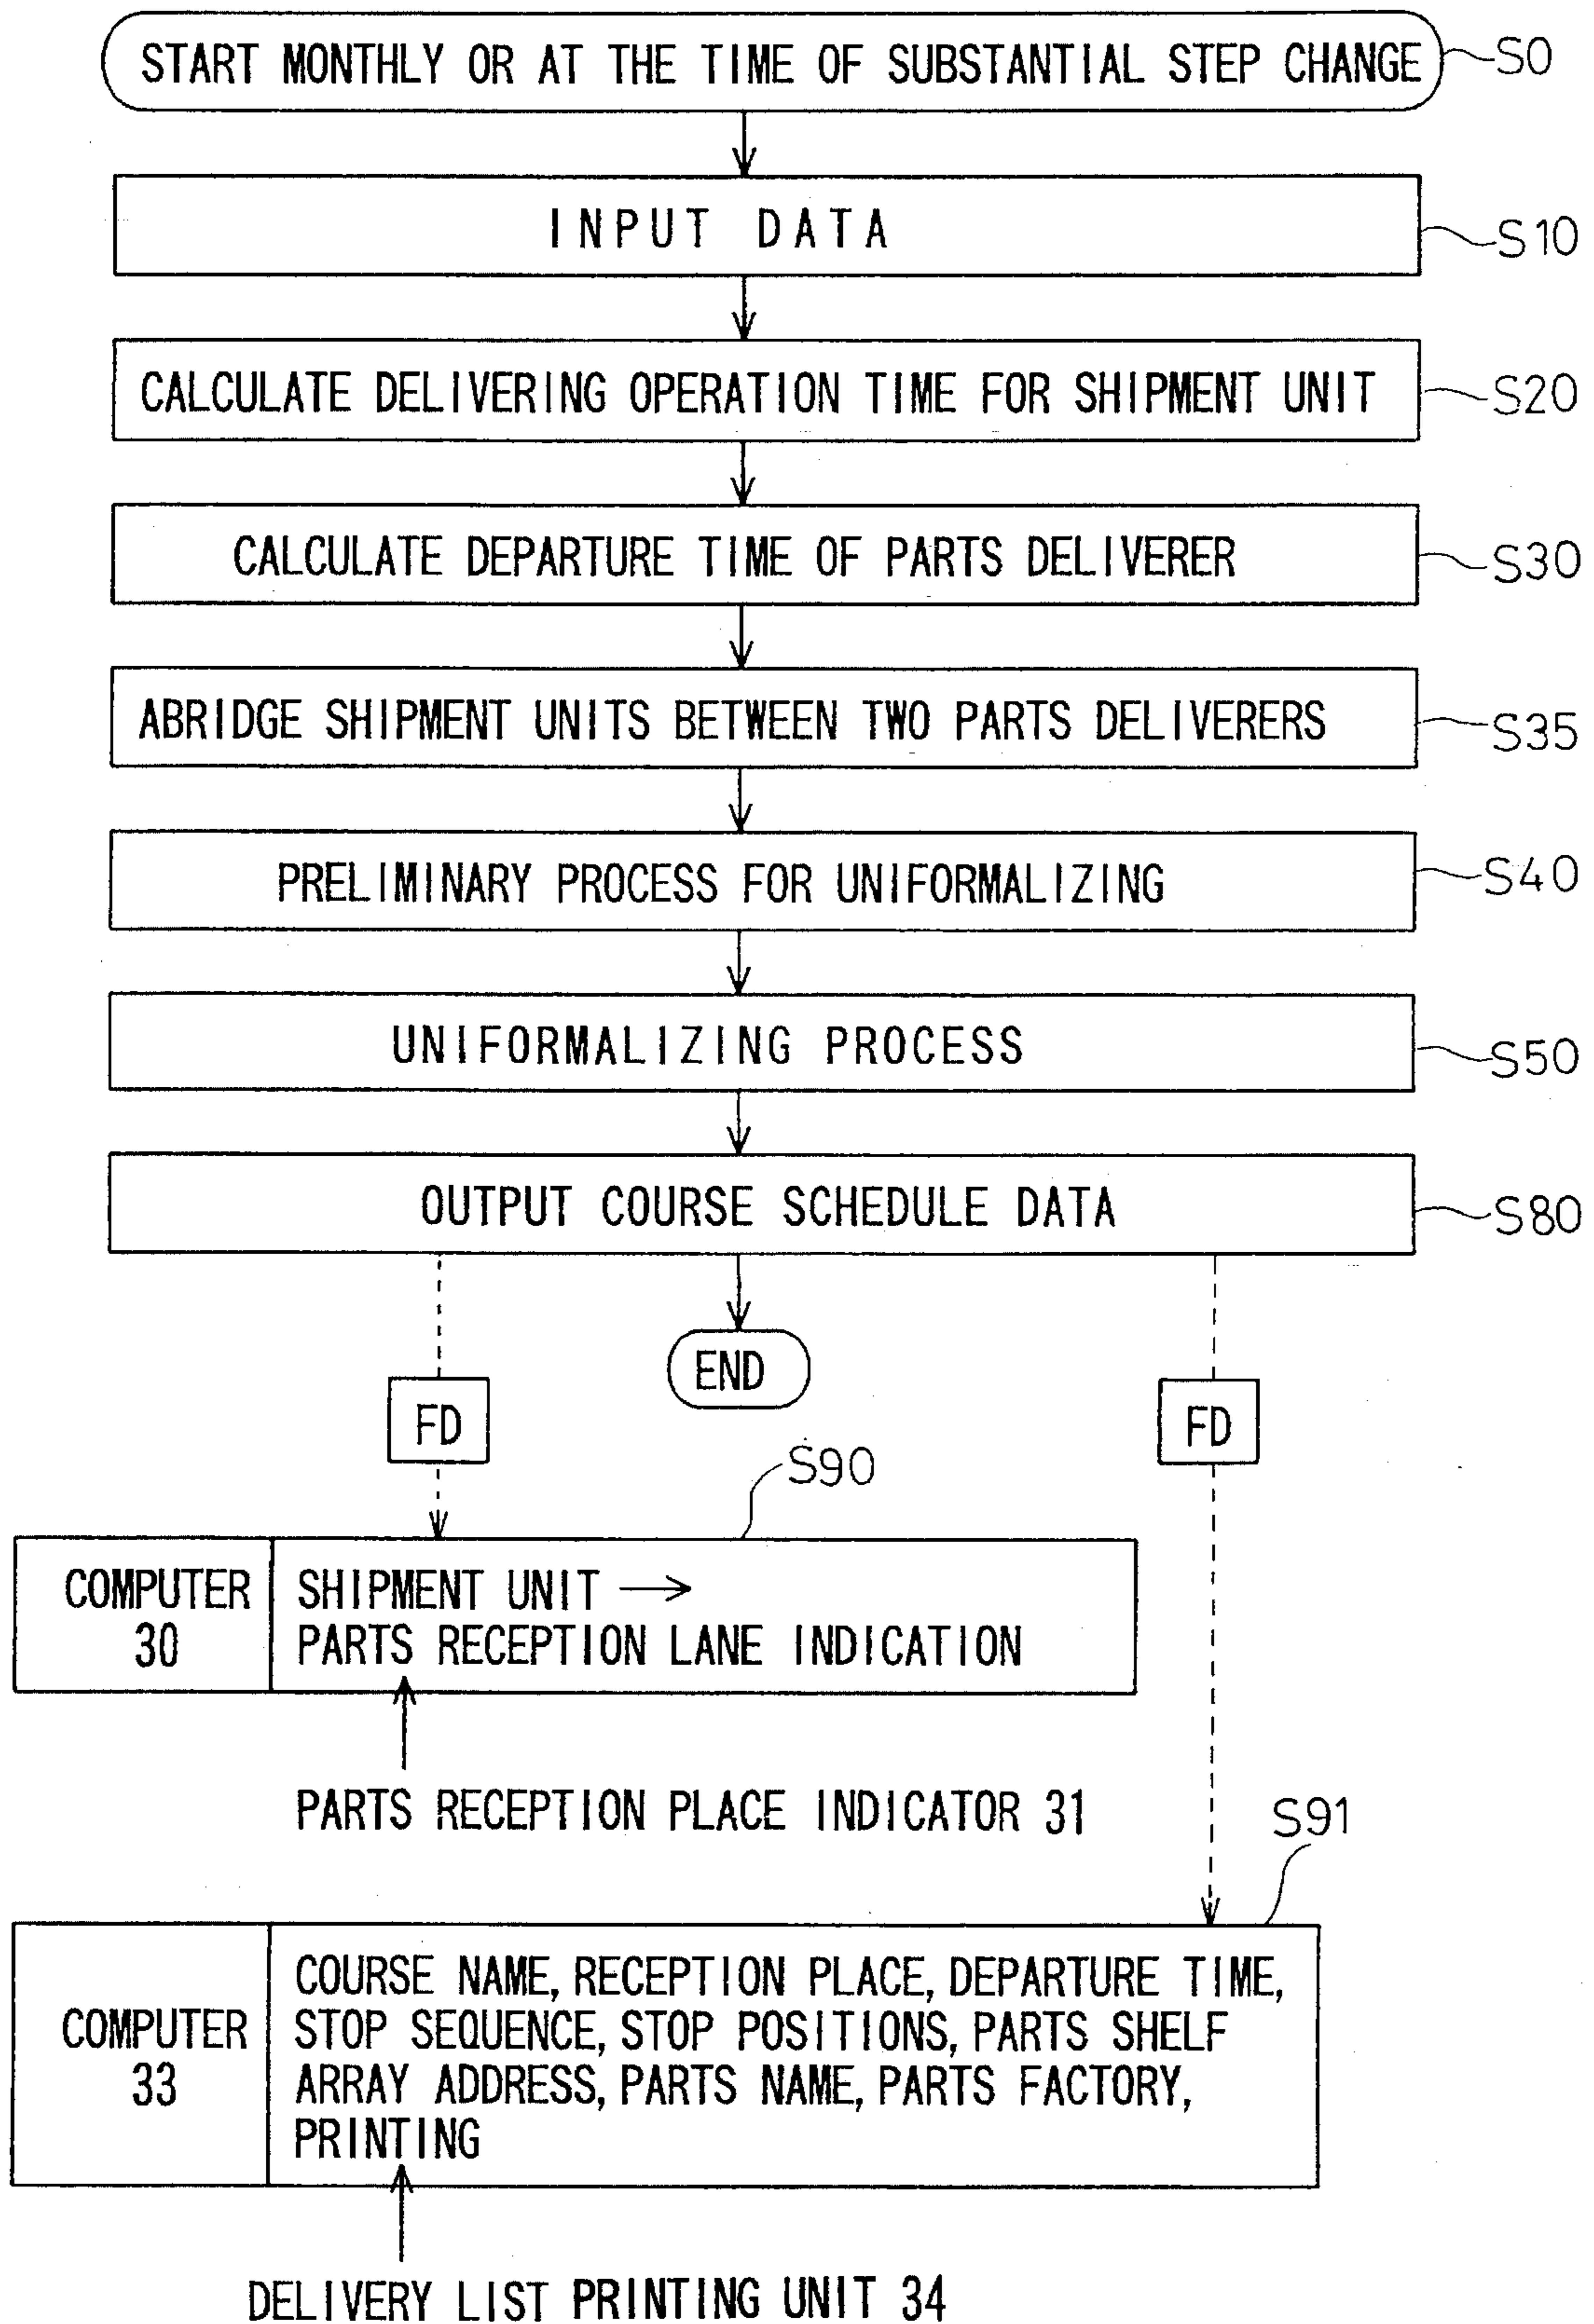 START MONTHLY OR AT THE TIME OF SUBSTANTIAL STEP CHANGE
S0
INPUT DATA
S10
CALCULATE DELIVERING OPERATION TIME FOR SHIPMENT UNIT
S20
CALCULATE DEPARTURE TIME OF PARTS DELIVERER
S30
ABRIDGE SHIPMENT UNITS BETWEEN TWO PARTS DELIVERERS
S35
PRELIMINARY PROCESS FOR UNIFORMALIZING
S40
UNIFORMALIZING PROCESS
S50
OUTPUT COURSE SCHEDULE DATA
S80
END
FD
FD
S90
COMPUTER
30
SHIPMENT UNIT →
PARTS RECEPTION LANE INDICATION
PARTS RECEPTION PLACE INDICATOR 31
S91
COMPUTER
33
COURSE NAME, RECEPTION PLACE, DEPARTURE TIME,
STOP SEQUENCE, STOP POSITIONS, PARTS SHELF
ARRAY ADDRESS, PARTS NAME, PARTS FACTORY,
PRINTING
DELIVERY LIST PRINTING UNIT 34